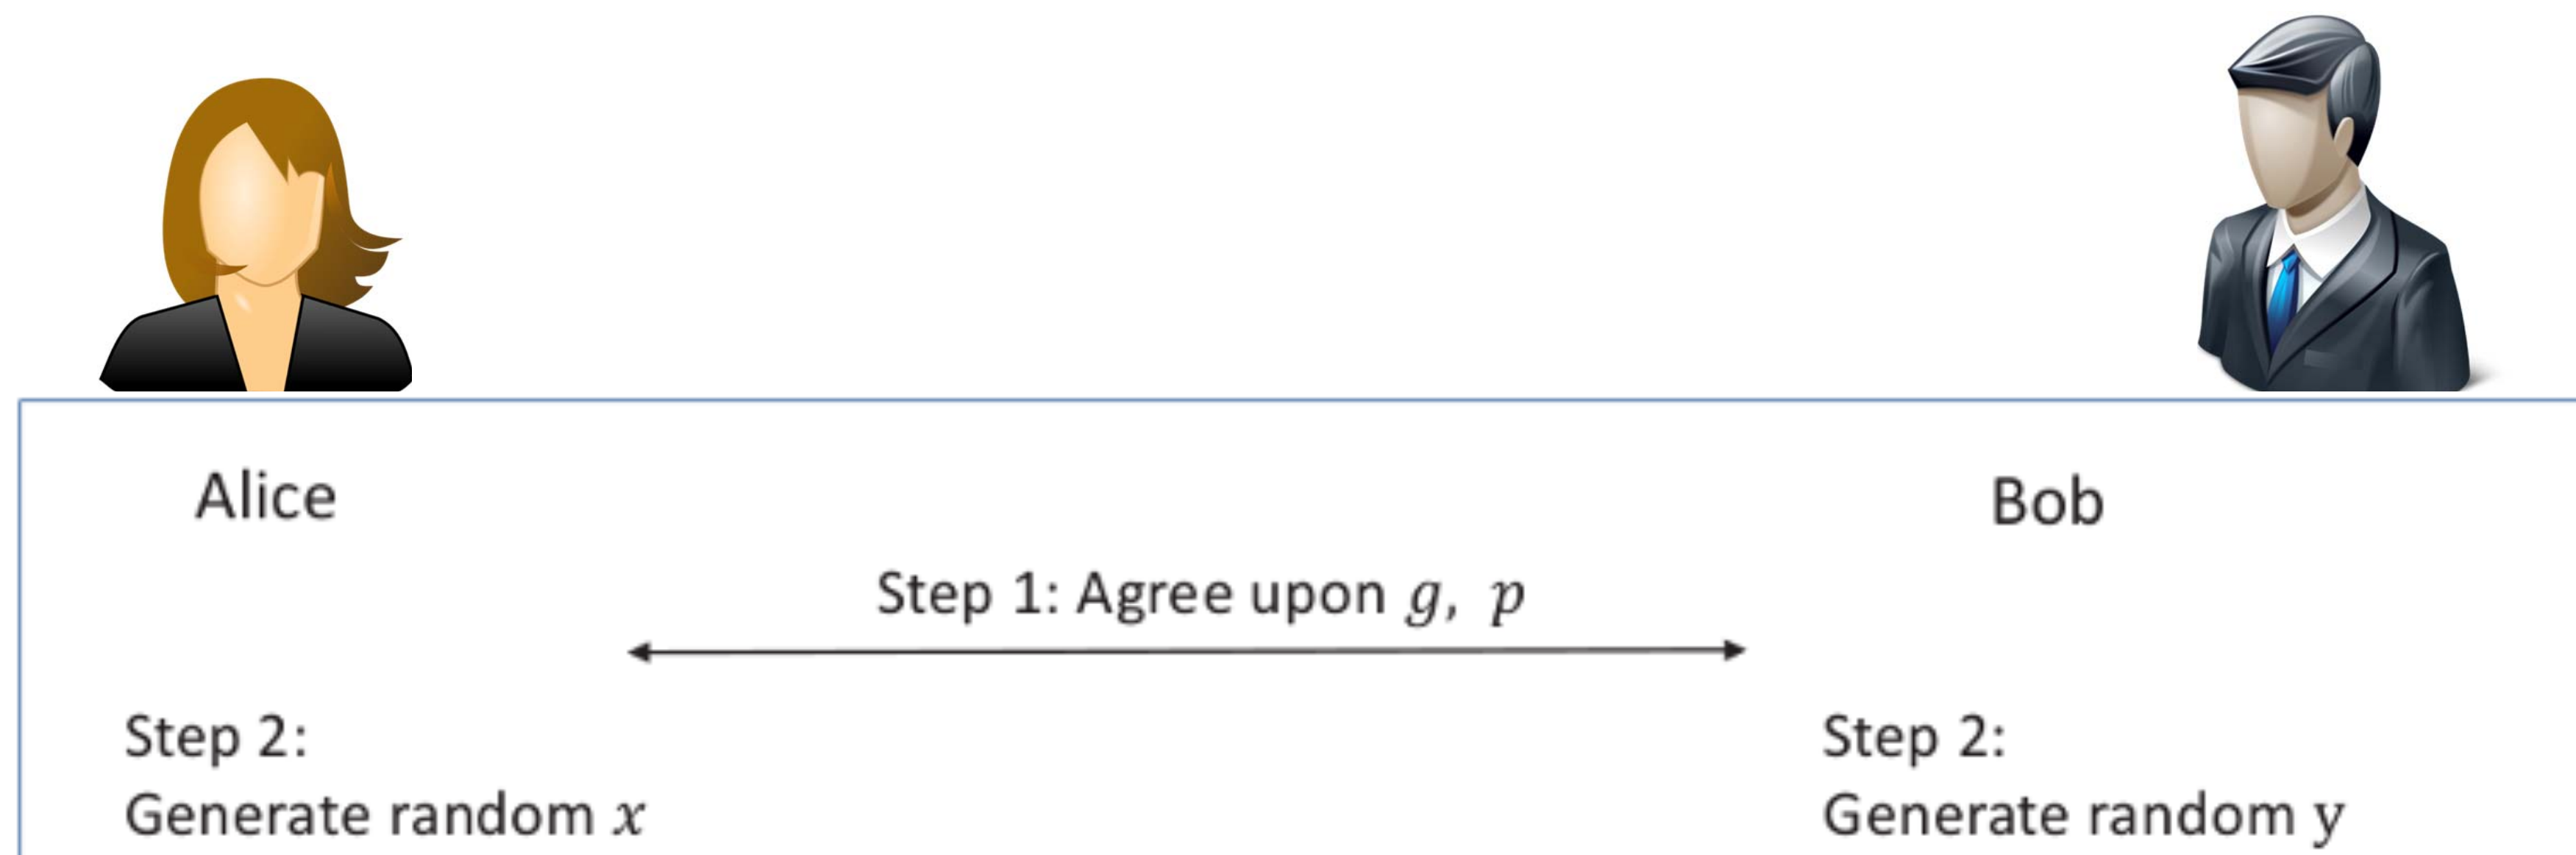 Alice
Bob
Step 1: Agree upon g, p
Step 2:
Generate random x
Step 2:
Generate random y